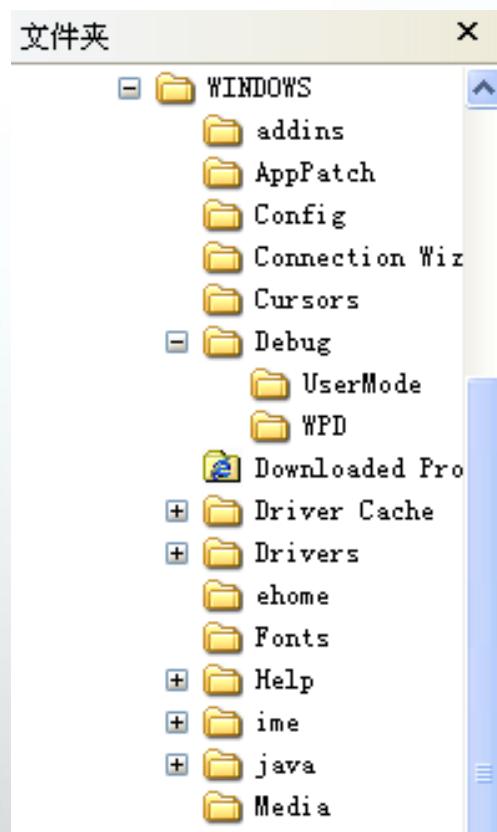 文件夹
WINDOWS
addins
AppPatch
Config
Connection Wiz
Cursors
Debug
UserMode
WPD
Downloaded Pro
Driver Cache
Drivers
ehome
Fonts
Help
ime
java
Media